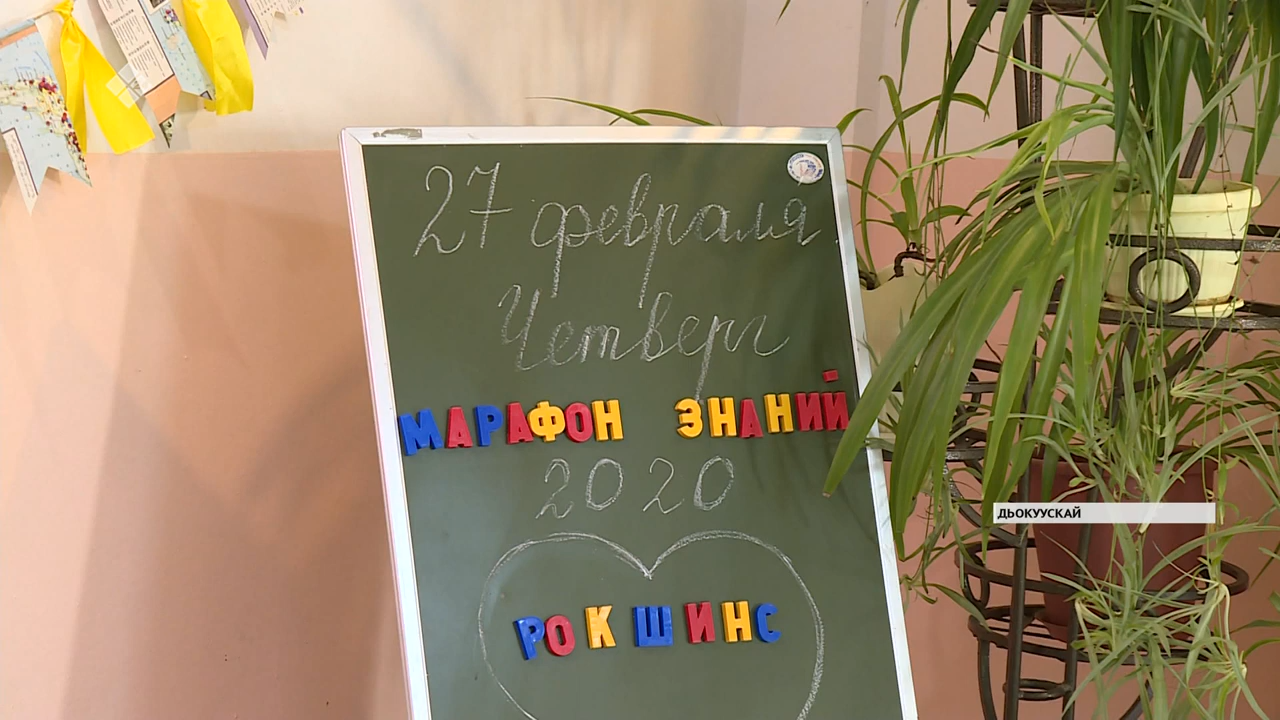 27 февраля
Четверг
МАРАФОН ЗНАНИЙ
2020
РОКШИНС
ДЬОКУУСКАЙ